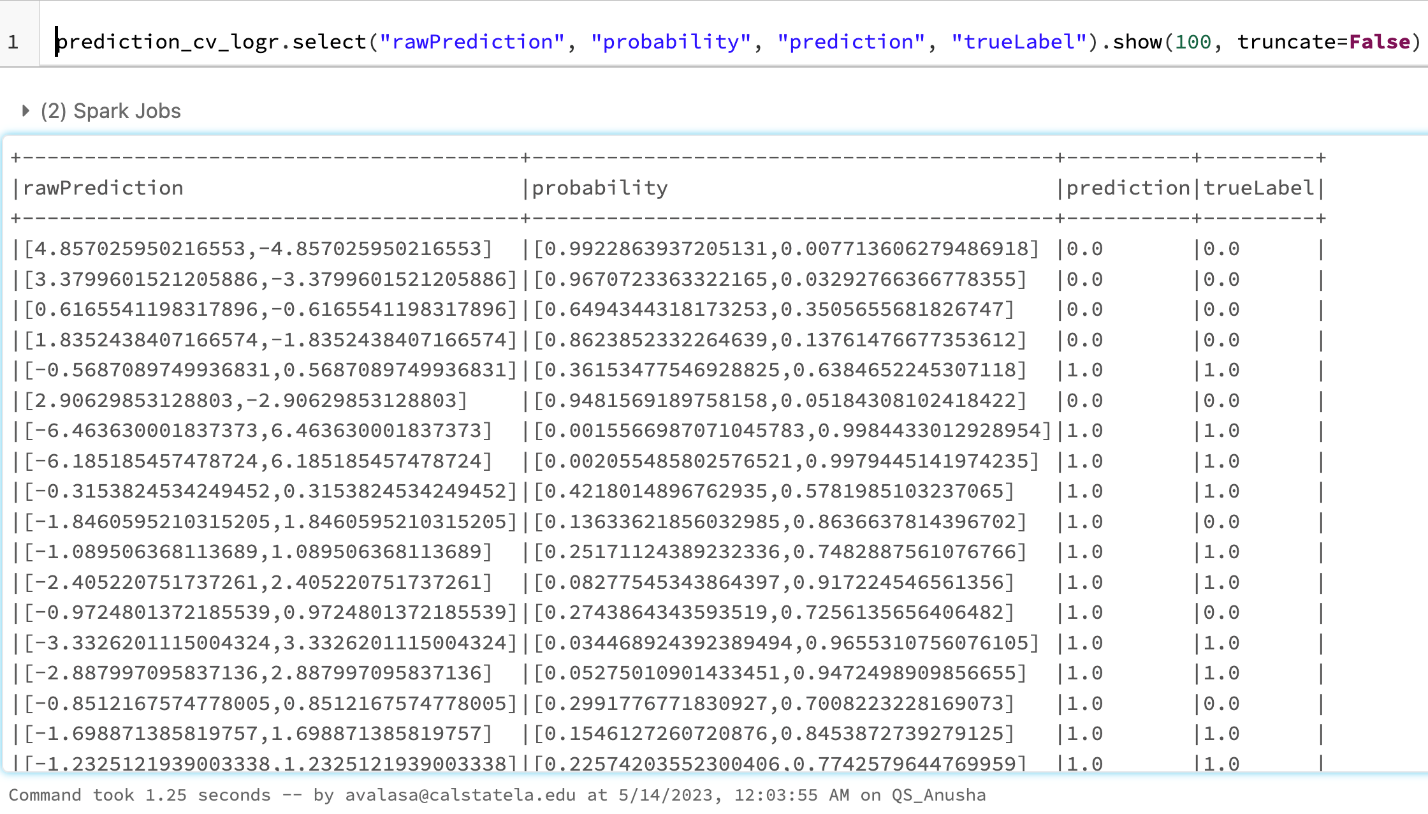 1 prediction_cv_logr.select("rawPrediction", "probability", "prediction", "trueLabel").show(100, truncate=False)
(2) Spark Jobs
+----------------------------------------+------------------------------------------+----------+---------+
|rawPrediction                           |probability                               |prediction|trueLabel|
+----------------------------------------+------------------------------------------+----------+---------+
|[4.857025950216553,-4.857025950216553]  |[0.9922863937205131,0.007713606279486918] |0.0       |0.0      |
|[3.3799601521205886,-3.3799601521205886]|[0.9670723363322165,0.03292766366778355]  |0.0       |0.0      |
|[0.6165541198317896,-0.6165541198317896]|[0.6494344318173253,0.3505655681826747]   |0.0       |0.0      |
|[1.8352438407166574,-1.8352438407166574]|[0.8623852332264639,0.13761476677353612]  |0.0       |0.0      |
|[-0.5687089749936831,0.5687089749936831]|[0.36153477546928825,0.6384652245307118]  |1.0       |1.0      |
|[2.90629853128803,-2.90629853128803]    |[0.9481569189758158,0.05184308102418422]  |0.0       |0.0      |
|[-6.463630001837373,6.463630001837373]  |[0.0015566987071045783,0.9984433012928954]|1.0       |1.0      |
|[-6.185185457478724,6.185185457478724]  |[0.002055485802576521,0.9979445141974235] |1.0       |1.0      |
|[-0.3153824534249452,0.3153824534249452]|[0.4218014896762935,0.5781985103237065]   |1.0       |1.0      |
|[-1.8460595210315205,1.8460595210315205]|[0.13633621856032985,0.8636637814396702]  |1.0       |0.0      |
|[-1.089506368113689,1.089506368113689]  |[0.25171124389232336,0.7482887561076766]  |1.0       |1.0      |
|[-2.405220751737261,2.405220751737261]  |[0.08277545343864397,0.917224546561356]   |1.0       |1.0      |
|[-0.9724801372185539,0.9724801372185539]|[0.2743864343593519,0.7256135656406482]   |1.0       |0.0      |
|[-3.3326201115004324,3.3326201115004324]|[0.034468924392389494,0.9655310756076105] |1.0       |1.0      |
|[-2.887997095837136,2.887997095837136]  |[0.05275010901433451,0.9472498909856655]  |1.0       |1.0      |
|[-0.8512167574778005,0.8512167574778005]|[0.2991776771830927,0.7008223228169073]   |1.0       |0.0      |
|[-1.698871385819757,1.698871385819757]  |[0.1546127260720876,0.8453872739279125]   |1.0       |1.0      |
|[-1.2325121939003338,1.2325121939003338]|[0.22574203552300406,0.7742579644769959]  |1.0       |1.0      |
Command took 1.25 seconds -- by avalasa@calstatela.edu at 5/14/2023, 12:03:55 AM on QS_Anusha